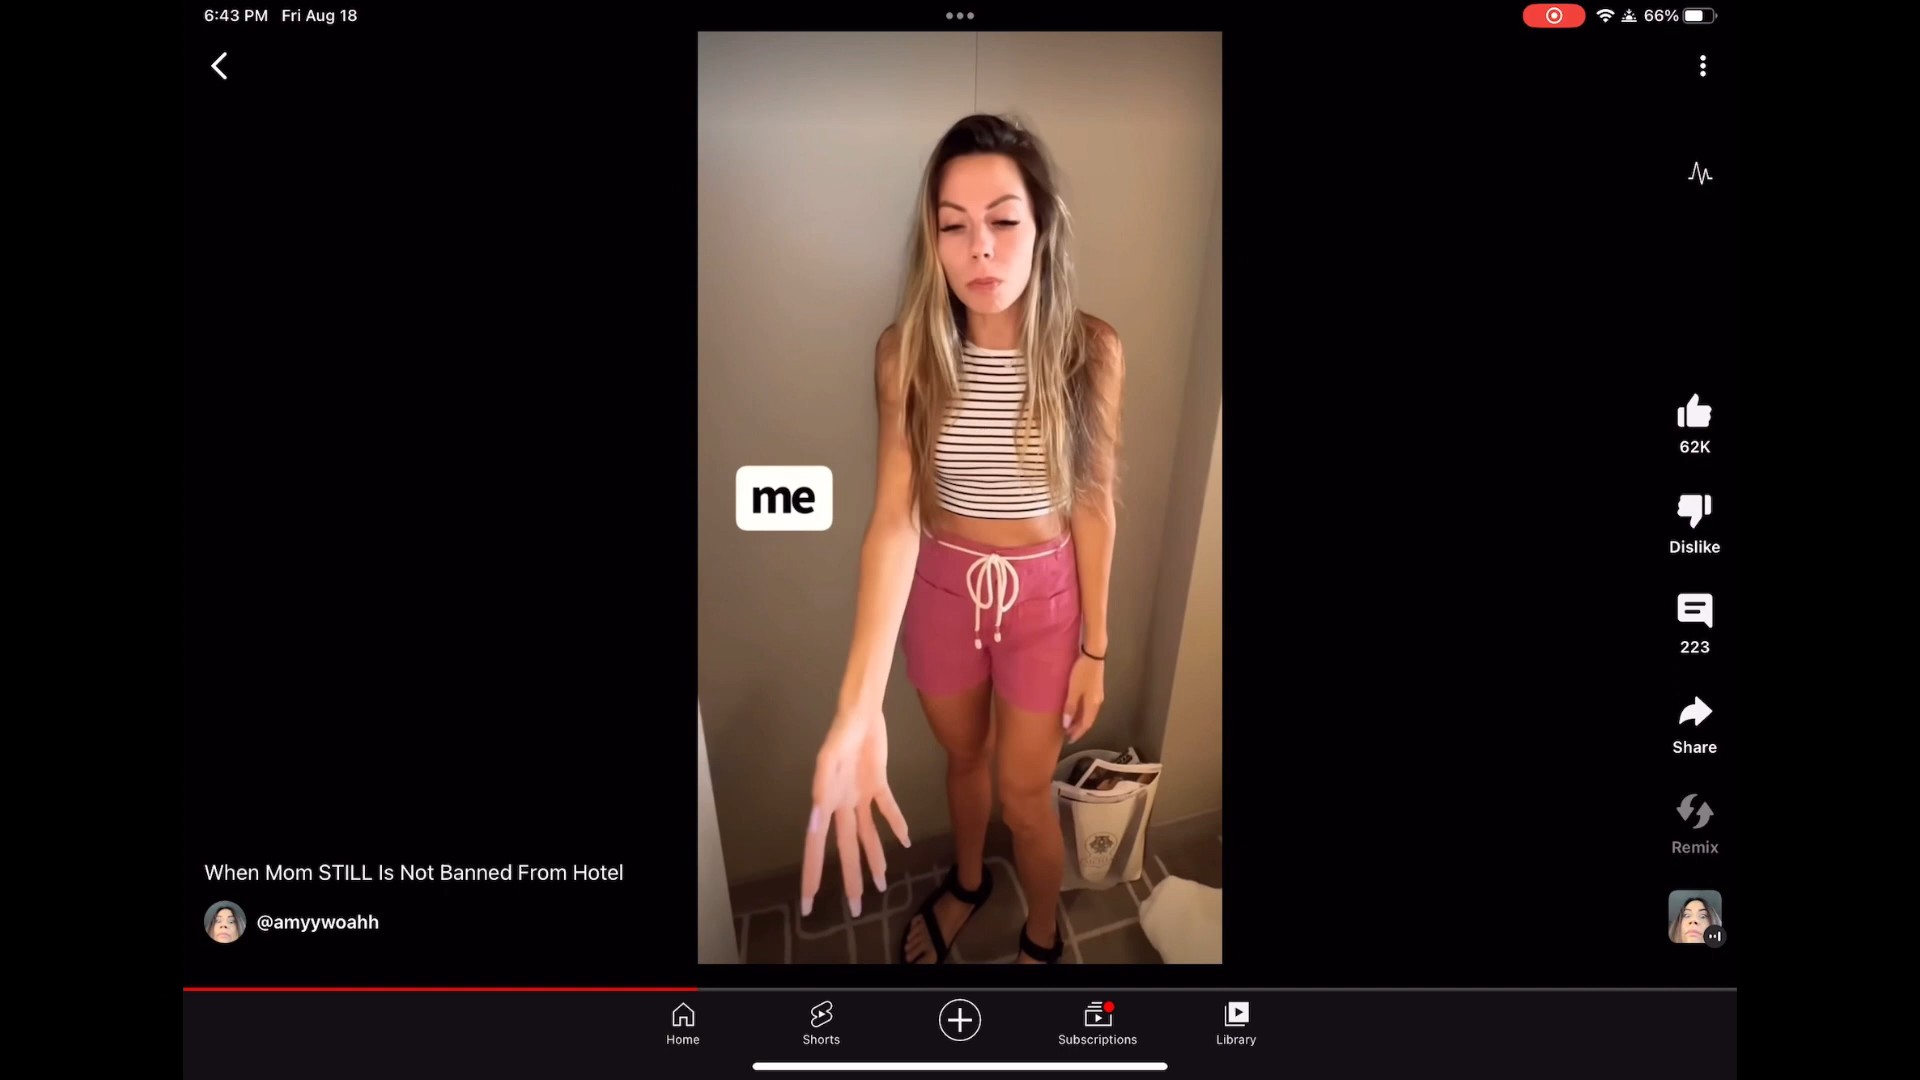 6:43 PM Fri Aug 18
66%
me
62K
Dislike
223
Share
Remix
When Mom STILL Is Not Banned From Hotel
@amyywoahh
Home
Shorts
Subscriptions
Library